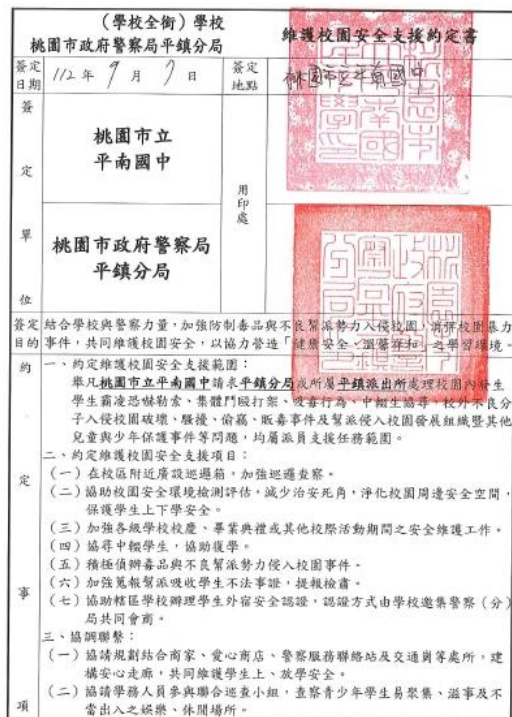 （學校全銜）學校
桃園市政府警察局平鎮分局
維護校園安全支援約定書
簽定日期
112年9月7日
簽定地點
桃園市立平南國中
簽定單位
桃園市立
平南國中
用印處
桃園市政府警察局
平鎮分局
簽定目的
結合學校與警察力量，加強防制毒品與不良幫派勢力入侵校園，消弭校園暴力
事件，共同維護校園安全，以協力營造「健康安全、溫馨祥和」之學習環境。
約定事項
一、約定維護校園安全支援範圍：
舉凡桃園市立平南國中請求平鎮分局或所屬平鎮派出所處理校園內發生
學生霸凌恐嚇勒索、集體鬥毆打架、吸毒行為、中輟生協尋、校外不良分
子入侵校園破壞、騷擾、偷竊、販毒事件及幫派侵入校園發展組織暨其他
兒童與少年保護事件等問題，均屬派員支援任務範圍。
二、約定維護校園安全支援項目：
（一）在校區附近廣設巡邏箱，加強巡邏查察。
（二）協助校園安全環境檢測評估，減少治安死角，淨化校園周邊安全空間，
保護學生上下學安全。
（三）加強各級學校校慶、畢業典禮或其他校際活動期間之安全維護工作。
（四）協尋中輟學生，協助復學。
（五）積極偵辦毒品與不良幫派勢力侵入校園事件。
（六）加強蒐報幫派吸收學生不法事證，提報檢肅。
（七）協助轄區學校辦理學生外宿安全認證，認證方式由學校邀集警察（分）
局共同會商。
三、協調聯繫：
（一）協請規劃結合商家、愛心商店、警察服務聯絡站及交通崗等處所，建
構安心走廊，共同維護學生上、放學安全。
（二）協請學務人員參與聯合巡查小組，查察青少年學生易聚集、滋事及不
當出入之娛樂、休閒場所。